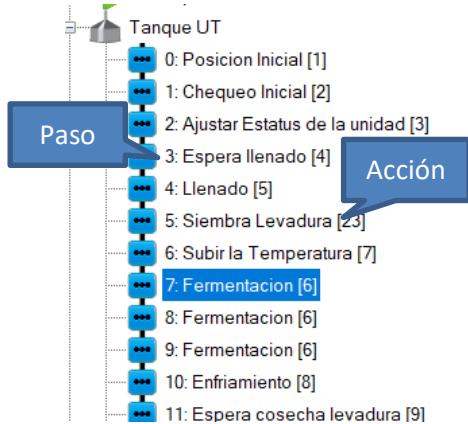 Tanque UT
0: Posicion Inicial [1]
1: Chequeo Inicial [2]
2: Ajustar Estatus de la unidad [3]
Paso
3: Espera llenado [4]
Acción
4: Llenado [5]
5: Siembra Levadura [23]
6: Subir la Temperatura [7]
7: Fermentacion [6]
8: Fermentacion [6]
9: Fermentacion [6]
10: Enfriamiento [8]
11: Espera cosecha levadura [9]